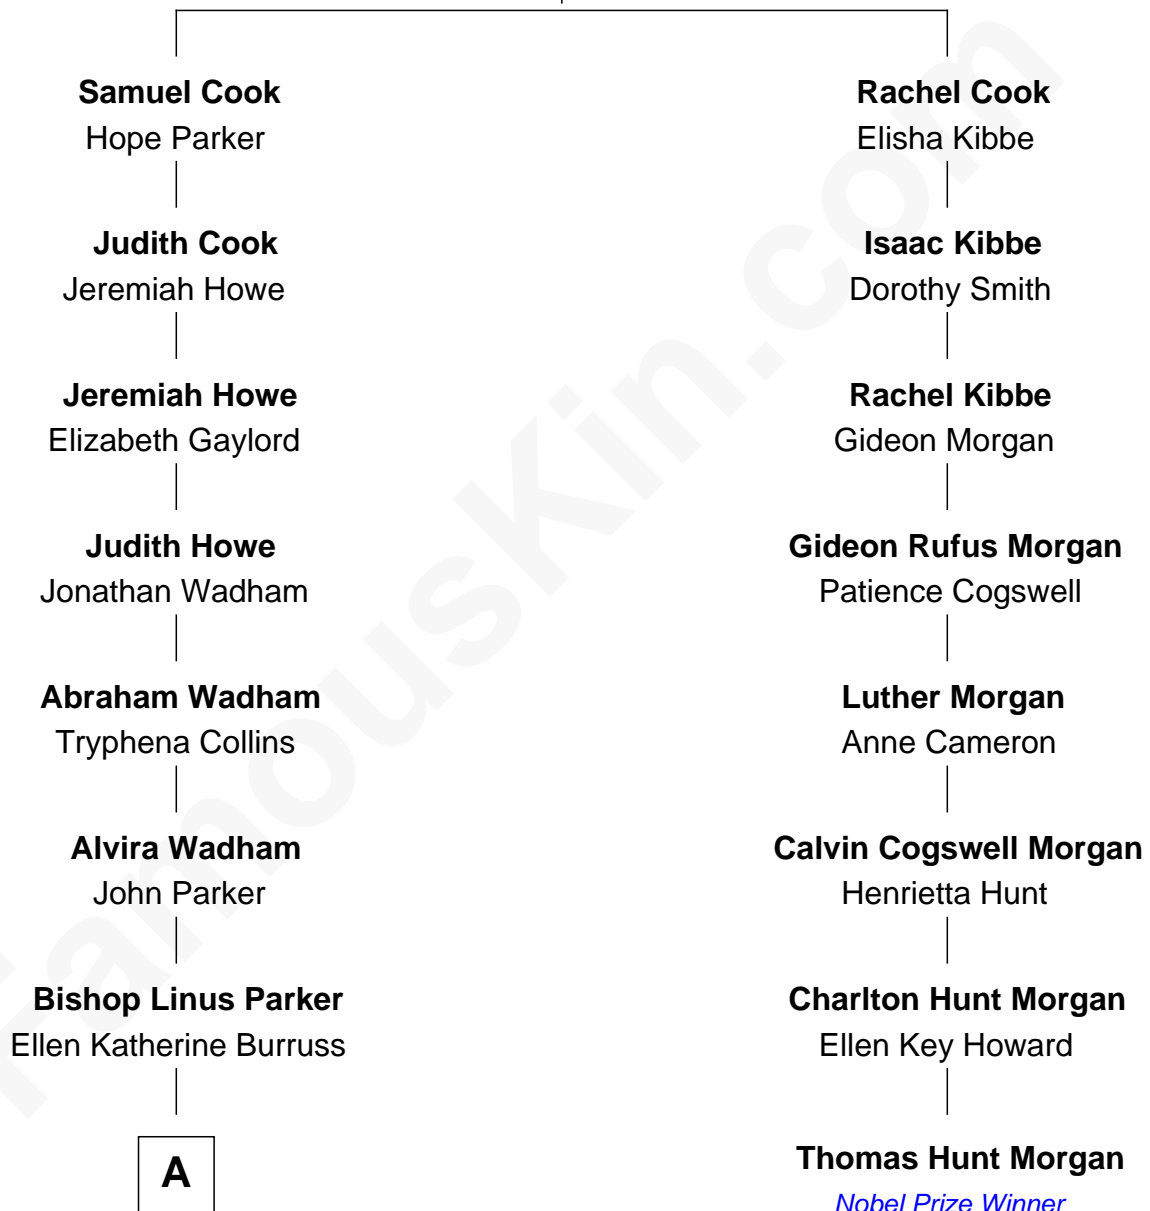 Samuel Cook
Hope Parker
Judith Cook
Jeremiah Howe
Jeremiah Howe
Elizabeth Gaylord
Judith Howe
Jonathan Wadham
Abraham Wadham
Tryphena Collins
Alvira Wadham
John Parker
Bishop Linus Parker
Ellen Katherine Burruss
A
Rachel Cook
Elisha Kibbe
Isaac Kibbe
Dorothy Smith
Rachel Kibbe
Gideon Morgan
Gideon Rufus Morgan
Patience Cogswell
Luther Morgan
Anne Cameron
Calvin Cogswell Morgan
Henrietta Hunt
Charlton Hunt Morgan
Ellen Key Howard
Thomas Hunt Morgan
Nobel Prize Winner
FamousKin.com